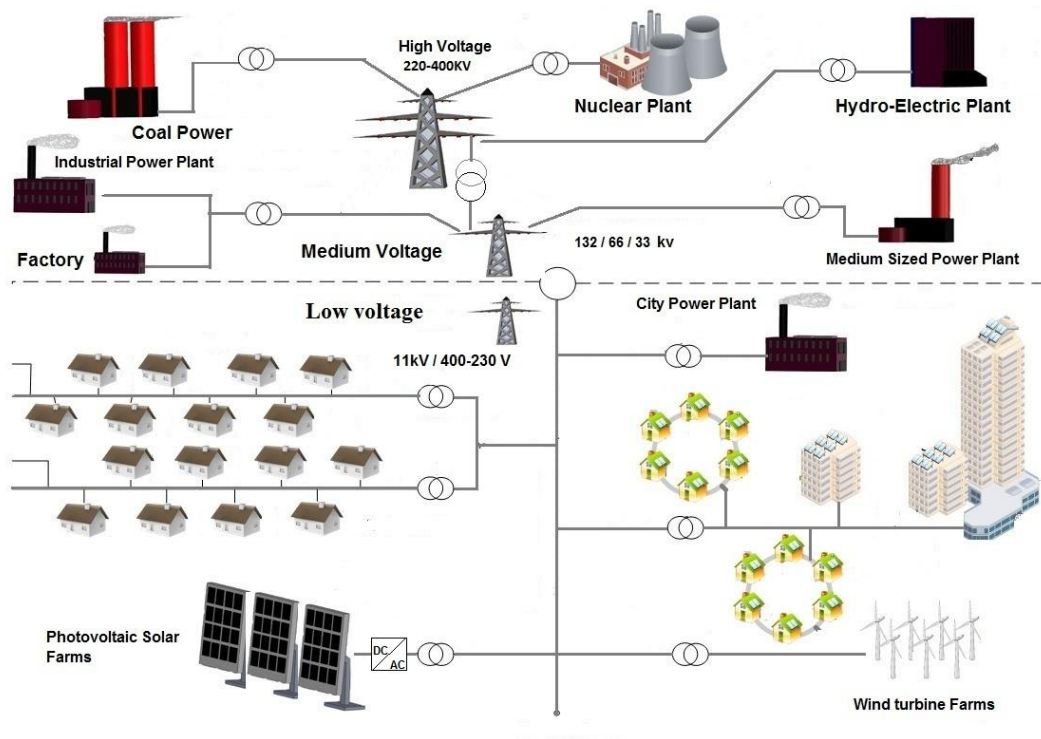 High Voltage
220-400KV
Coal Power
Nuclear Plant
Hydro-Electric Plant
Industrial Power Plant
Factory
Medium Voltage
132 / 66 / 33 kv
Medium Sized Power Plant
Low voltage
City Power Plant
11kV / 400-230 V
Photovoltaic Solar
Farms
DC
AC
Wind turbine Farms